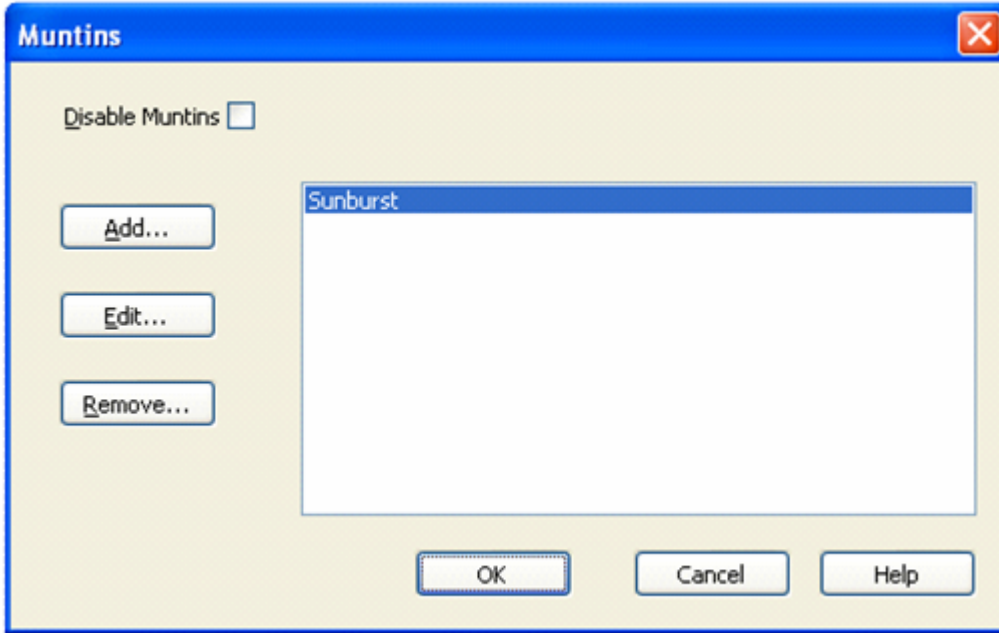 Muntins
Disable Muntins
Sunburst
Add...
Edit...
Remove...
OK Cancel Help